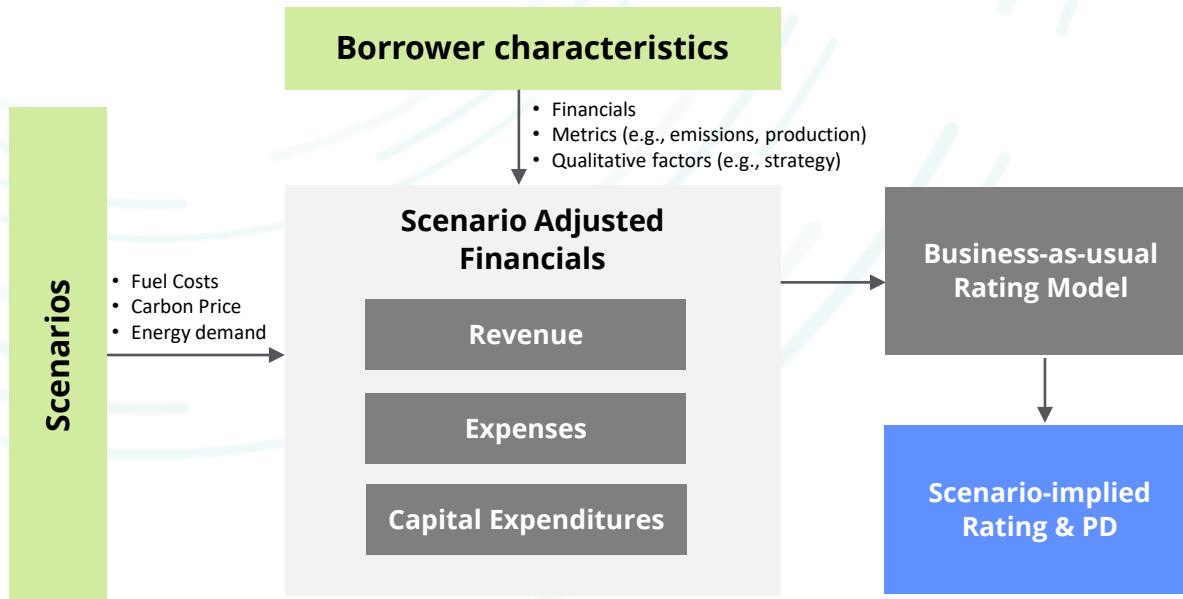 Borrower characteristics
• Financials
• Metrics (e.g., emissions, production)
• Qualitative factors (e.g., strategy)
Scenarios
• Fuel Costs
• Carbon Price
• Energy demand
Scenario Adjusted
Financials
Revenue
Expenses
Capital Expenditures
Business-as-usual
Rating Model
Scenario-implied
Rating & PD